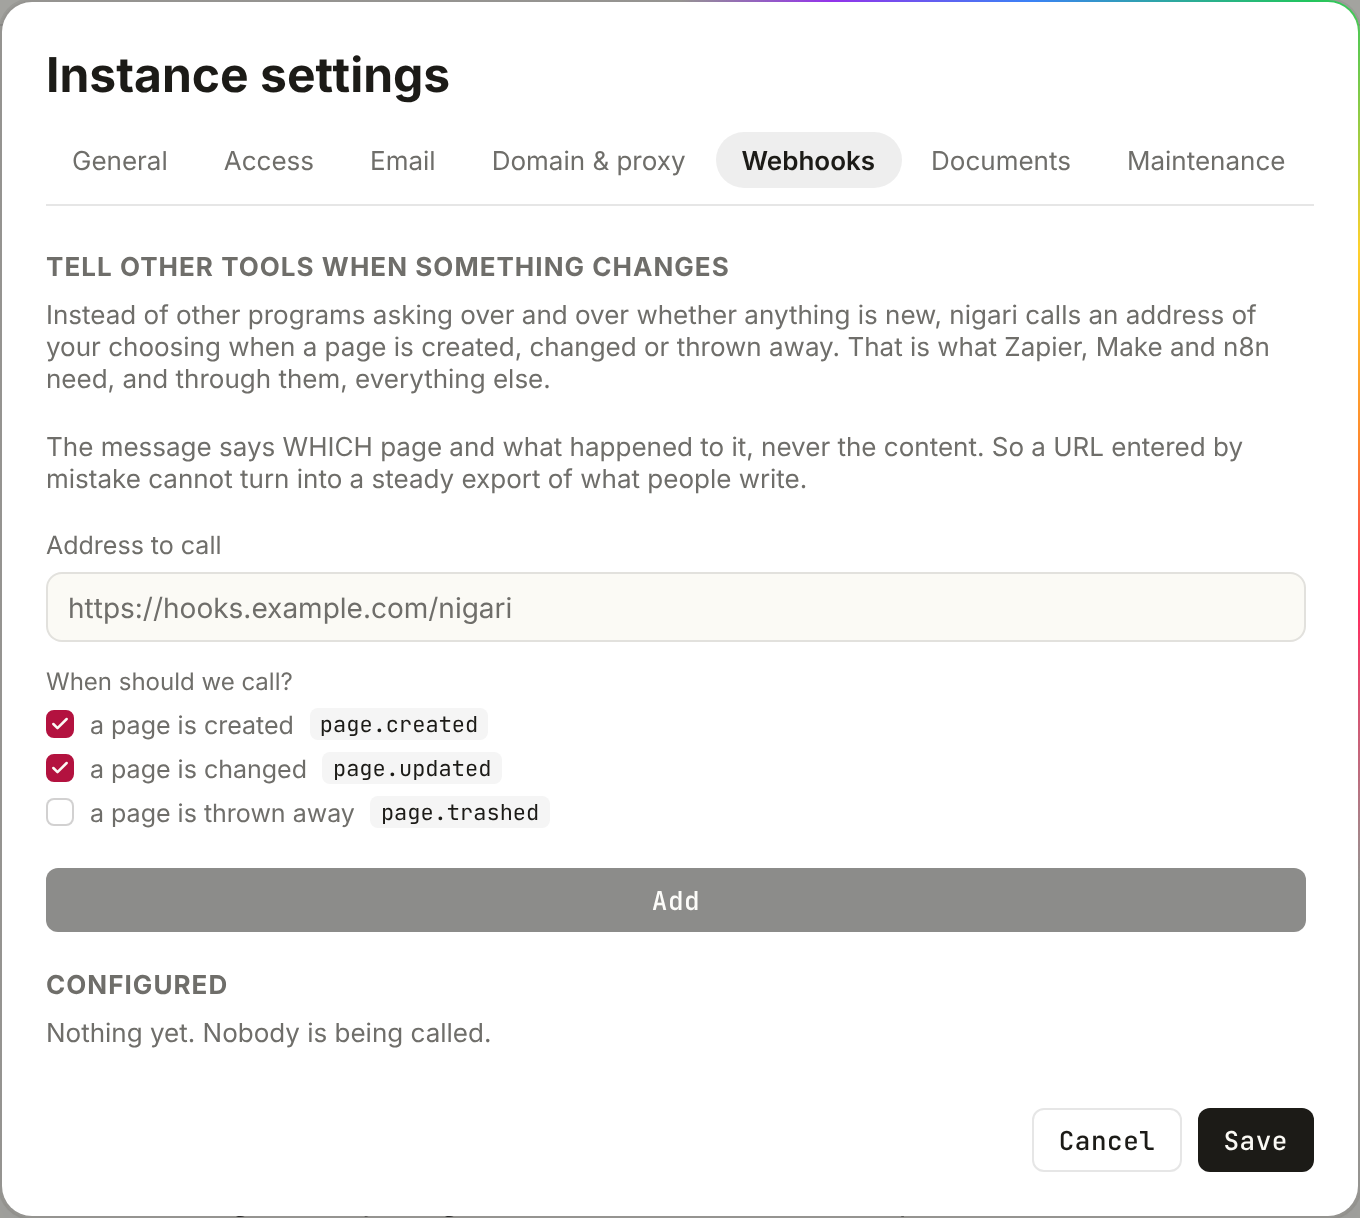 Instance settings
General Access Email Domain & proxy Webhooks Documents Maintenance
TELL OTHER TOOLS WHEN SOMETHING CHANGES
Instead of other programs asking over and over whether anything is new, nigari calls an address of
your choosing when a page is created, changed or thrown away. That is what Zapier, Make and n8n
need, and through them, everything else.
The message says WHICH page and what happened to it, never the content. So a URL entered by
mistake cannot turn into a steady export of what people write.
Address to call
https://hooks.example.com/nigari
When should we call?
a page is created page.created
a page is changed page.updated
a page is thrown away page.trashed
Add
CONFIGURED
Nothing yet. Nobody is being called.
Cancel Save